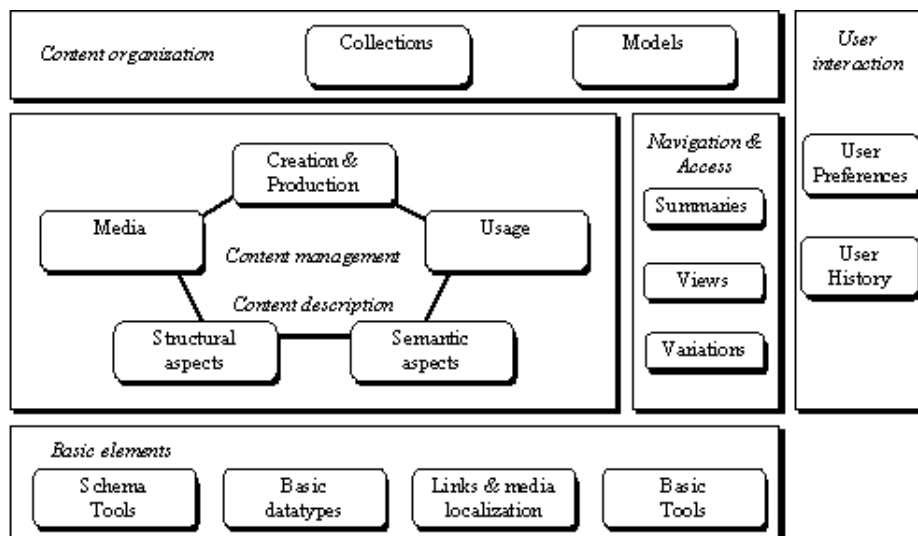 Content organization
Collections
Models
User
interaction
User
Preferences
User
History
Creation &
Production
Media
Usage
Content management
Content description
Structural
aspects
Semantic
aspects
Navigation &
Access
Summaries
Views
Variations
Basic elements
Schema
Tools
Basic
datatypes
Links & media
localization
Basic
Tools